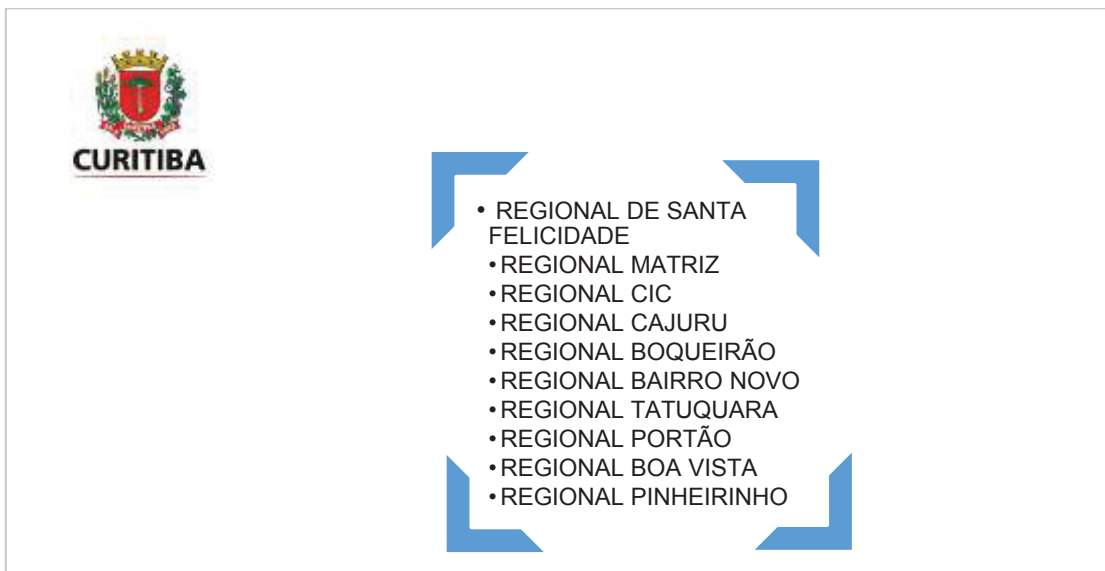 CURITIBA
• REGIONAL DE SANTA
FELICIDADE
• REGIONAL MATRIZ
• REGIONAL CIC
• REGIONAL CAJURU
• REGIONAL BOQUEIRÃO
• REGIONAL BAIRRO NOVO
• REGIONAL TATUQUARA
• REGIONAL PORTÃO
• REGIONAL BOA VISTA
• REGIONAL PINHEIRINHO